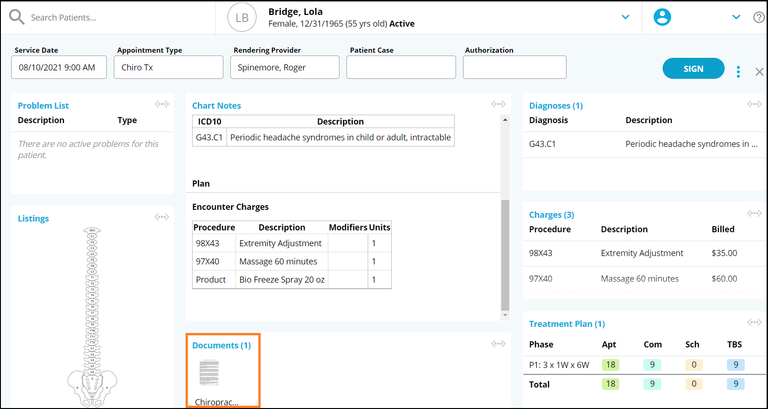 Search Patients...
LB
Bridge, Lola
Female, 12/31/1965 (55 yrs old) Active
Service Date
Appointment Type
Rendering Provider
Patient Case
Authorization
08/10/2021 9:00 AM
Chiro Tx
Spinemore, Roger
SIGN
Problem List
Description Type
There are no active problems for this
patient.
Listings
Chart Notes
ICD10 Description
G43.C1 Periodic headache syndromes in child or adult, intractable
Plan
Encounter Charges
Procedure Description Modifiers Units
98X43 Extremity Adjustment 1
97X40 Massage 60 minutes 1
Product Bio Freeze Spray 20 oz 1
Documents (1)
Chiroprac...
Diagnoses (1)
Diagnosis Description
G43.C1 Periodic headache syndromes in ...
Charges (3)
Procedure Description Billed
98X43 Extremity Adjustment $35.00
97X40 Massage 60 minutes $60.00
Treatment Plan (1)
Phase Apt Com Sch TBS
P1: 3 x 1W x 6W 18 9 0 9
Total 18 9 0 9